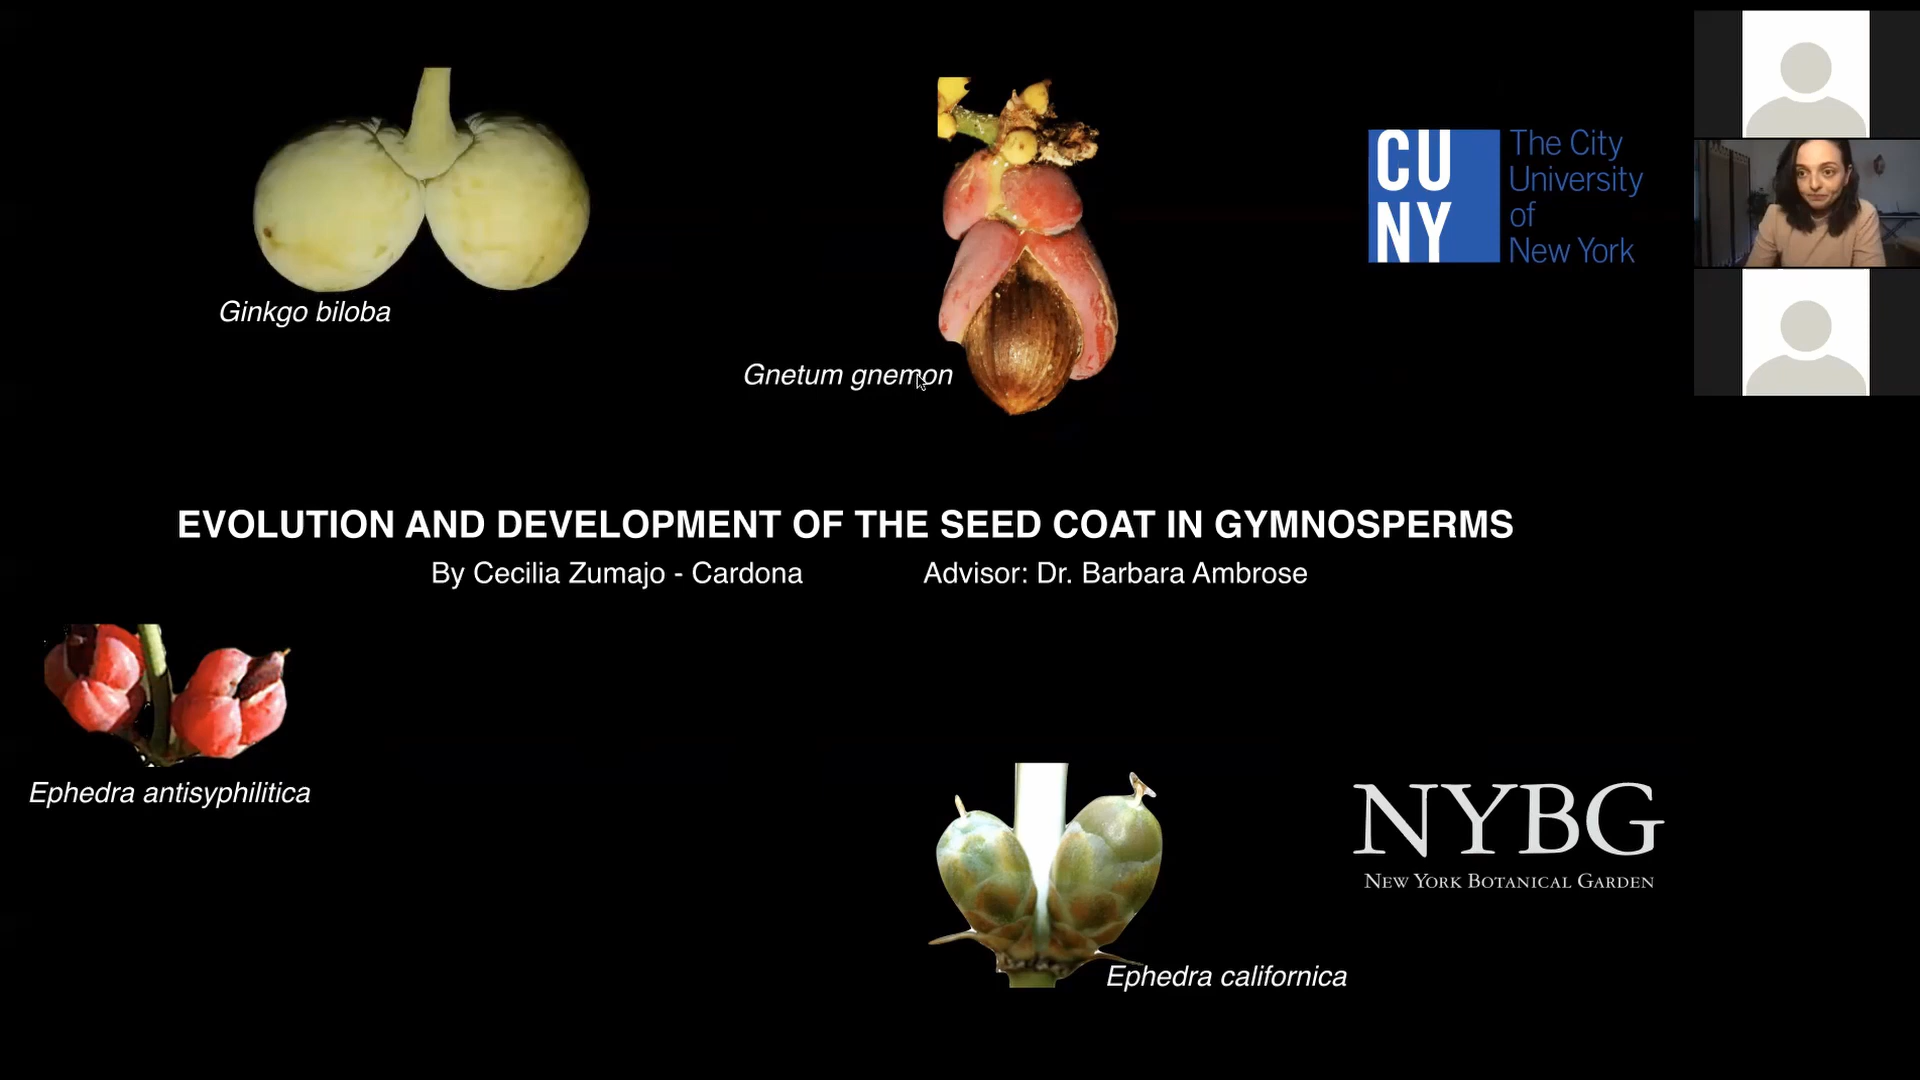 CU
NY
The City
University
of
New York
Ginkgo biloba
Gnetum gnemon
EVOLUTION AND DEVELOPMENT OF THE SEED COAT IN GYMNOSPERMS
By Cecilia Zumajo - Cardona
Advisor: Dr. Barbara Ambrose
Ephedra antisyphilitica
NYBG
NEW YORK BOTANICAL GARDEN
Ephedra californica